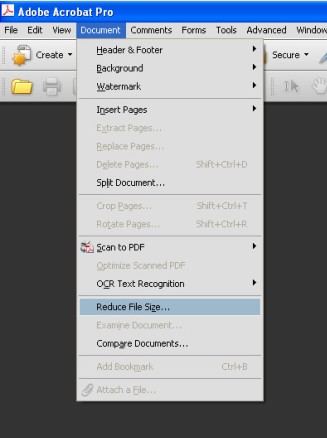 Adobe Acrobat Pro
File Edit View Document Comments Forms Tools Advanced Window
Create Secure
Header & Footer
Background
Watermark
Insert Pages
Extract Pages...
Replace Pages...
Delete Pages... Shift+Ctrl+D
Split Document...
Crop Pages... Shift+Ctrl+T
Rotate Pages... Shift+Ctrl+R
Scan to PDF
Optimize Scanned PDF
OCR Text Recognition
Reduce File Size...
Examine Document...
Compare Documents...
Add Bookmark Ctrl+B
Attach a File...